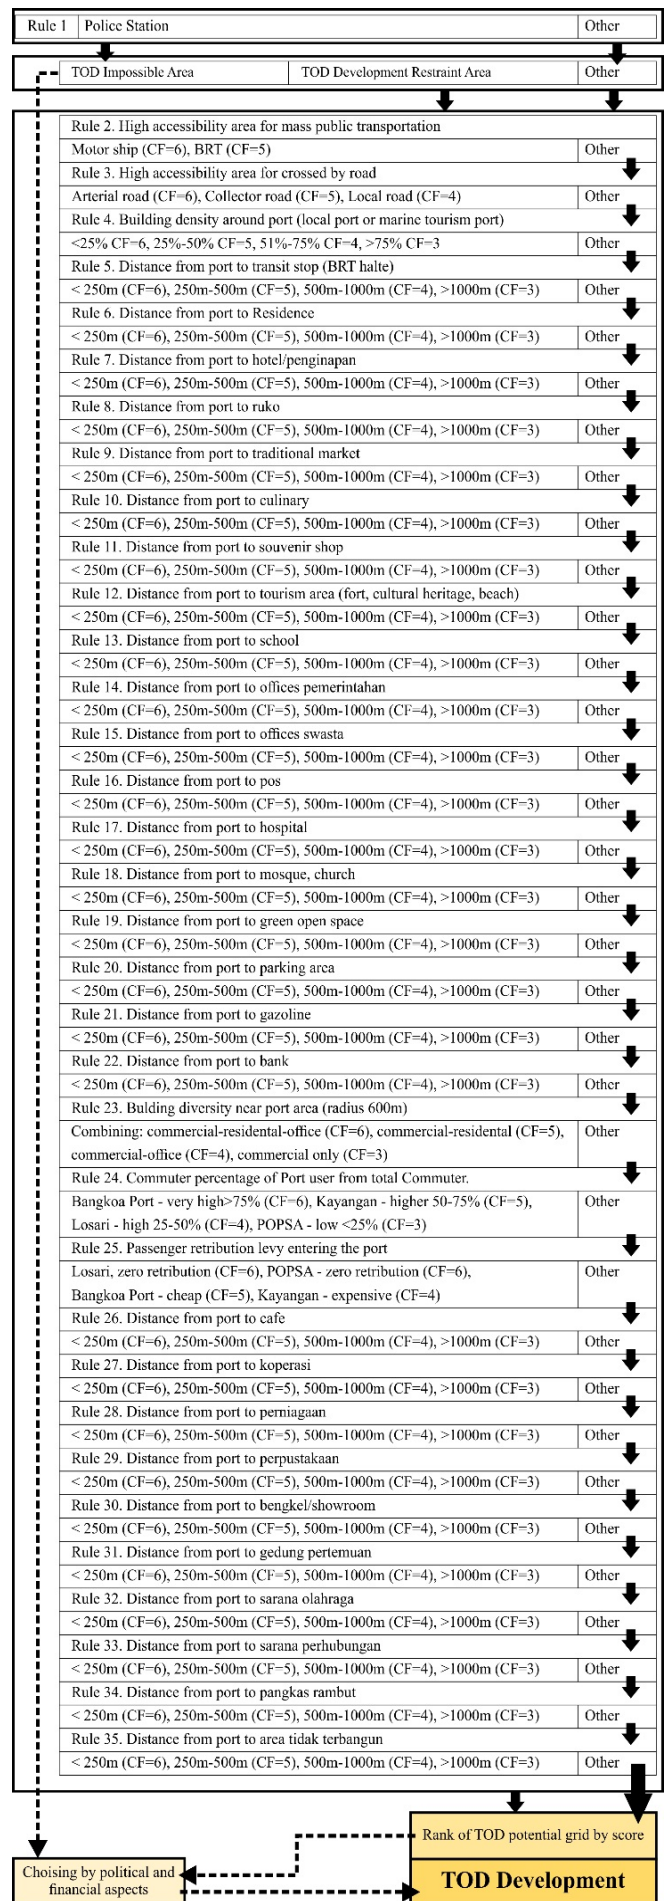 Rule 1 Police Station Other
TOD Impossible Area TOD Development Restraint Area Other
Rule 2. High accessibility area for mass public transportation
Motor ship (CF=6), BRT (CF=5) Other
Rule 3. High accessibility area for crossed by road
Arterial road (CF=6), Collector road (CF=5), Local road (CF=4) Other
Rule 4. Building density around port (local port or marine tourism port)
<25% CF=6, 25%-50% CF=5, 51%-75% CF=4, >75% CF=3 Other
Rule 5. Distance from port to transit stop (BRT halte)
< 250m (CF=6), 250m-500m (CF=5), 500m-1000m (CF=4), >1000m (CF=3) Other
Rule 6. Distance from port to Residence
< 250m (CF=6), 250m-500m (CF=5), 500m-1000m (CF=4), >1000m (CF=3) Other
Rule 7. Distance from port to hotel/penginapan
< 250m (CF=6), 250m-500m (CF=5), 500m-1000m (CF=4), >1000m (CF=3) Other
Rule 8. Distance from port to ruko
< 250m (CF=6), 250m-500m (CF=5), 500m-1000m (CF=4), >1000m (CF=3) Other
Rule 9. Distance from port to traditional market
< 250m (CF=6), 250m-500m (CF=5), 500m-1000m (CF=4), >1000m (CF=3) Other
Rule 10. Distance from port to culinary
< 250m (CF=6), 250m-500m (CF=5), 500m-1000m (CF=4), >1000m (CF=3) Other
Rule 11. Distance from port to souvenir shop
< 250m (CF=6), 250m-500m (CF=5), 500m-1000m (CF=4), >1000m (CF=3) Other
Rule 12. Distance from port to tourism area (fort, cultural heritage, beach)
< 250m (CF=6), 250m-500m (CF=5), 500m-1000m (CF=4), >1000m (CF=3) Other
Rule 13. Distance from port to school
< 250m (CF=6), 250m-500m (CF=5), 500m-1000m (CF=4), >1000m (CF=3) Other
Rule 14. Distance from port to offices pemerintahan
< 250m (CF=6), 250m-500m (CF=5), 500m-1000m (CF=4), >1000m (CF=3) Other
Rule 15. Distance from port to offices swasta
< 250m (CF=6), 250m-500m (CF=5), 500m-1000m (CF=4), >1000m (CF=3) Other
Rule 16. Distance from port to pos
< 250m (CF=6), 250m-500m (CF=5), 500m-1000m (CF=4), >1000m (CF=3) Other
Rule 17. Distance from port to hospital
< 250m (CF=6), 250m-500m (CF=5), 500m-1000m (CF=4), >1000m (CF=3) Other
Rule 18. Distance from port to mosque, church
< 250m (CF=6), 250m-500m (CF=5), 500m-1000m (CF=4), >1000m (CF=3) Other
Rule 19. Distance from port to green open space
< 250m (CF=6), 250m-500m (CF=5), 500m-1000m (CF=4), >1000m (CF=3) Other
Rule 20. Distance from port to parking area
< 250m (CF=6), 250m-500m (CF=5), 500m-1000m (CF=4), >1000m (CF=3) Other
Rule 21. Distance from port to gazoline
< 250m (CF=6), 250m-500m (CF=5), 500m-1000m (CF=4), >1000m (CF=3) Other
Rule 22. Distance from port to bank
< 250m (CF=6), 250m-500m (CF=5), 500m-1000m (CF=4), >1000m (CF=3) Other
Rule 23. Bulding diversity near port area (radius 600m)
Combining: commercial-residental-office (CF=6), commercial-residental (CF=5), Other
commercial-office (CF=4), commercial only (CF=3)
Rule 24. Commuter percentage of Port user from total Commuter.
Bangkoa Port - very high>75% (CF=6), Kayangan - higher 50-75% (CF=5), Other
Losari - high 25-50% (CF=4), POPSA - low <25% (CF=3)
Rule 25. Passenger retribution levy entering the port
Losari, zero retribution (CF=6), POPSA - zero retribution (CF=6), Other
Bangkoa Port - cheap (CF=5), Kayangan - expensive (CF=4)
Rule 26. Distance from port to cafe
< 250m (CF=6), 250m-500m (CF=5), 500m-1000m (CF=4), >1000m (CF=3) Other
Rule 27. Distance from port to koperasi
< 250m (CF=6), 250m-500m (CF=5), 500m-1000m (CF=4), >1000m (CF=3) Other
Rule 28. Distance from port to perniagaan
< 250m (CF=6), 250m-500m (CF=5), 500m-1000m (CF=4), >1000m (CF=3) Other
Rule 29. Distance from port to perpustakaan
< 250m (CF=6), 250m-500m (CF=5), 500m-1000m (CF=4), >1000m (CF=3) Other
Rule 30. Distance from port to bengkel/showroom
< 250m (CF=6), 250m-500m (CF=5), 500m-1000m (CF=4), >1000m (CF=3) Other
Rule 31. Distance from port to gedung pertemuan
< 250m (CF=6), 250m-500m (CF=5), 500m-1000m (CF=4), >1000m (CF=3) Other
Rule 32. Distance from port to sarana olahraga
< 250m (CF=6), 250m-500m (CF=5), 500m-1000m (CF=4), >1000m (CF=3) Other
Rule 33. Distance from port to sarana perhubungan
< 250m (CF=6), 250m-500m (CF=5), 500m-1000m (CF=4), >1000m (CF=3) Other
Rule 34. Distance from port to pangkas rambut
< 250m (CF=6), 250m-500m (CF=5), 500m-1000m (CF=4), >1000m (CF=3) Other
Rule 35. Distance from port to area tidak terbangun
< 250m (CF=6), 250m-500m (CF=5), 500m-1000m (CF=4), >1000m (CF=3) Other
Rank of TOD potential grid by score
Choising by political and
financial aspects
TOD Development